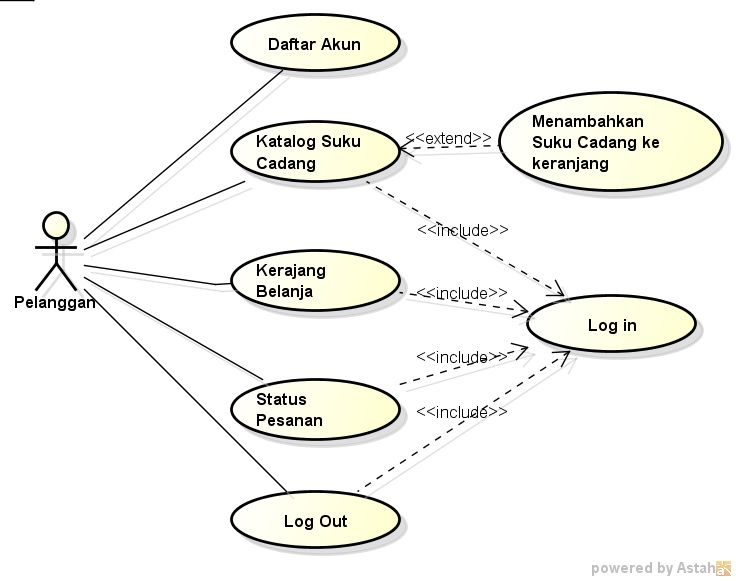 Daftar Akun
Katalog Suku
Cadang
<<extend>>
Menambahkan
Suku Cadang ke
keranjang
<<include>>
Pelanggan
Kerajang
Belanja
<<include>>
Log in
<<include>>
Status
Pesanan
<<include>>
Log Out
powered by Astah